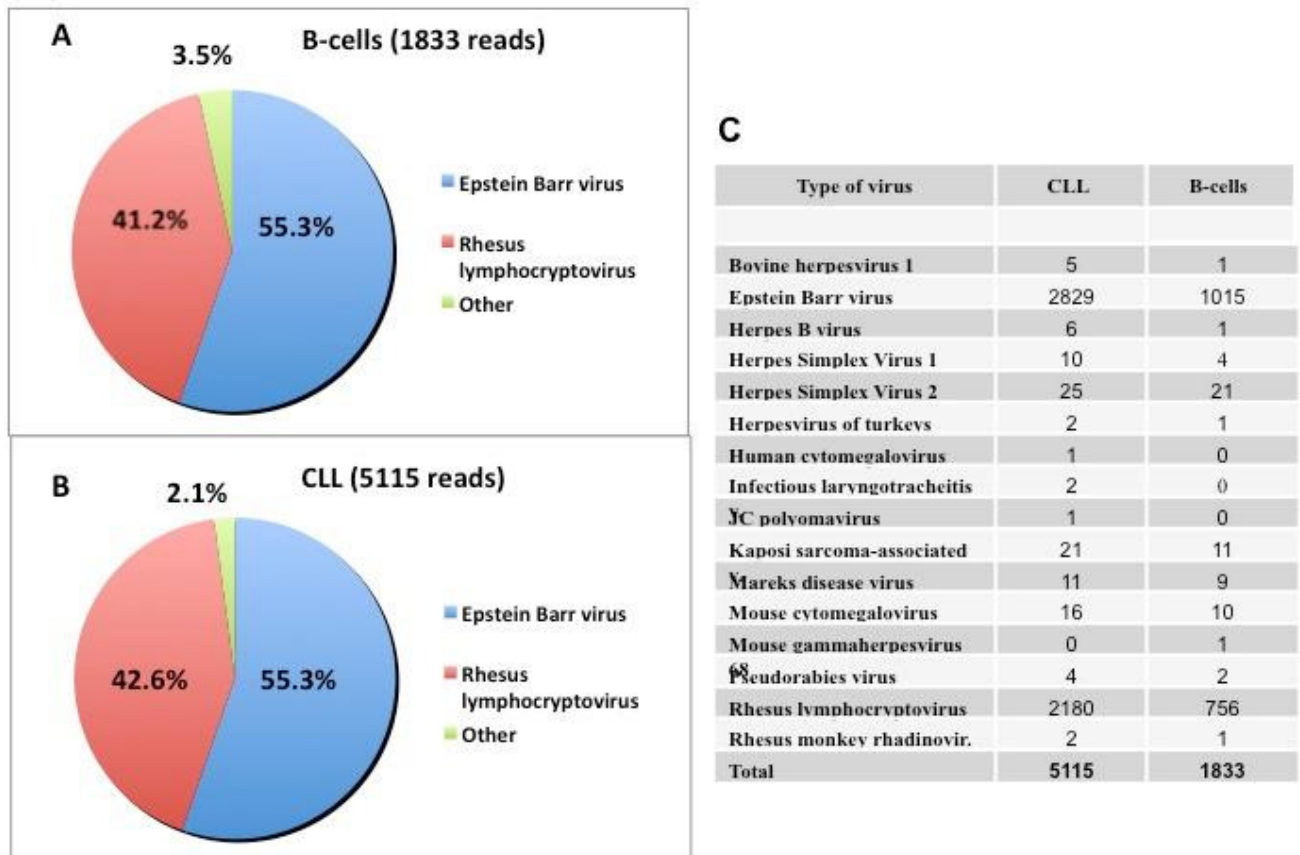 A
B-cells (1833 reads)
3.5%
41.2%
55.3%
Epstein Barr virus
Rhesus
lymphocryptovirus
Other
B
CLL (5115 reads)
2.1%
42.6%
55.3%
Epstein Barr virus
Rhesus
lymphocryptovirus
Other
C
Type of virus CLL B-cells
Bovine herpesvirus 1 5 1
Epstein Barr virus 2829 1015
Herpes B virus 6 1
Herpes Simplex Virus 1 10 4
Herpes Simplex Virus 2 25 21
Herpesvirus of turkeys 2 1
Human cytomegalovirus 1 0
Infectious laryngotracheitis 2 0
JC polyomavirus 1 0
Kaposi sarcoma-associated 21 11
Mareks disease virus 11 9
Mouse cytomegalovirus 16 10
Mouse gammaherpesvirus 0 1
68
Pseudorabies virus 4 2
Rhesus lymphocryptovirus 2180 756
Rhesus monkey rhadinovir. 2 1
Total 5115 1833